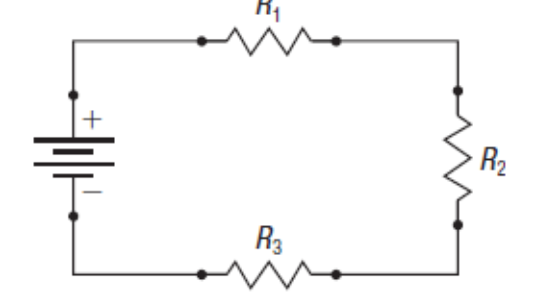 R₁
+
R₂
−
R₃